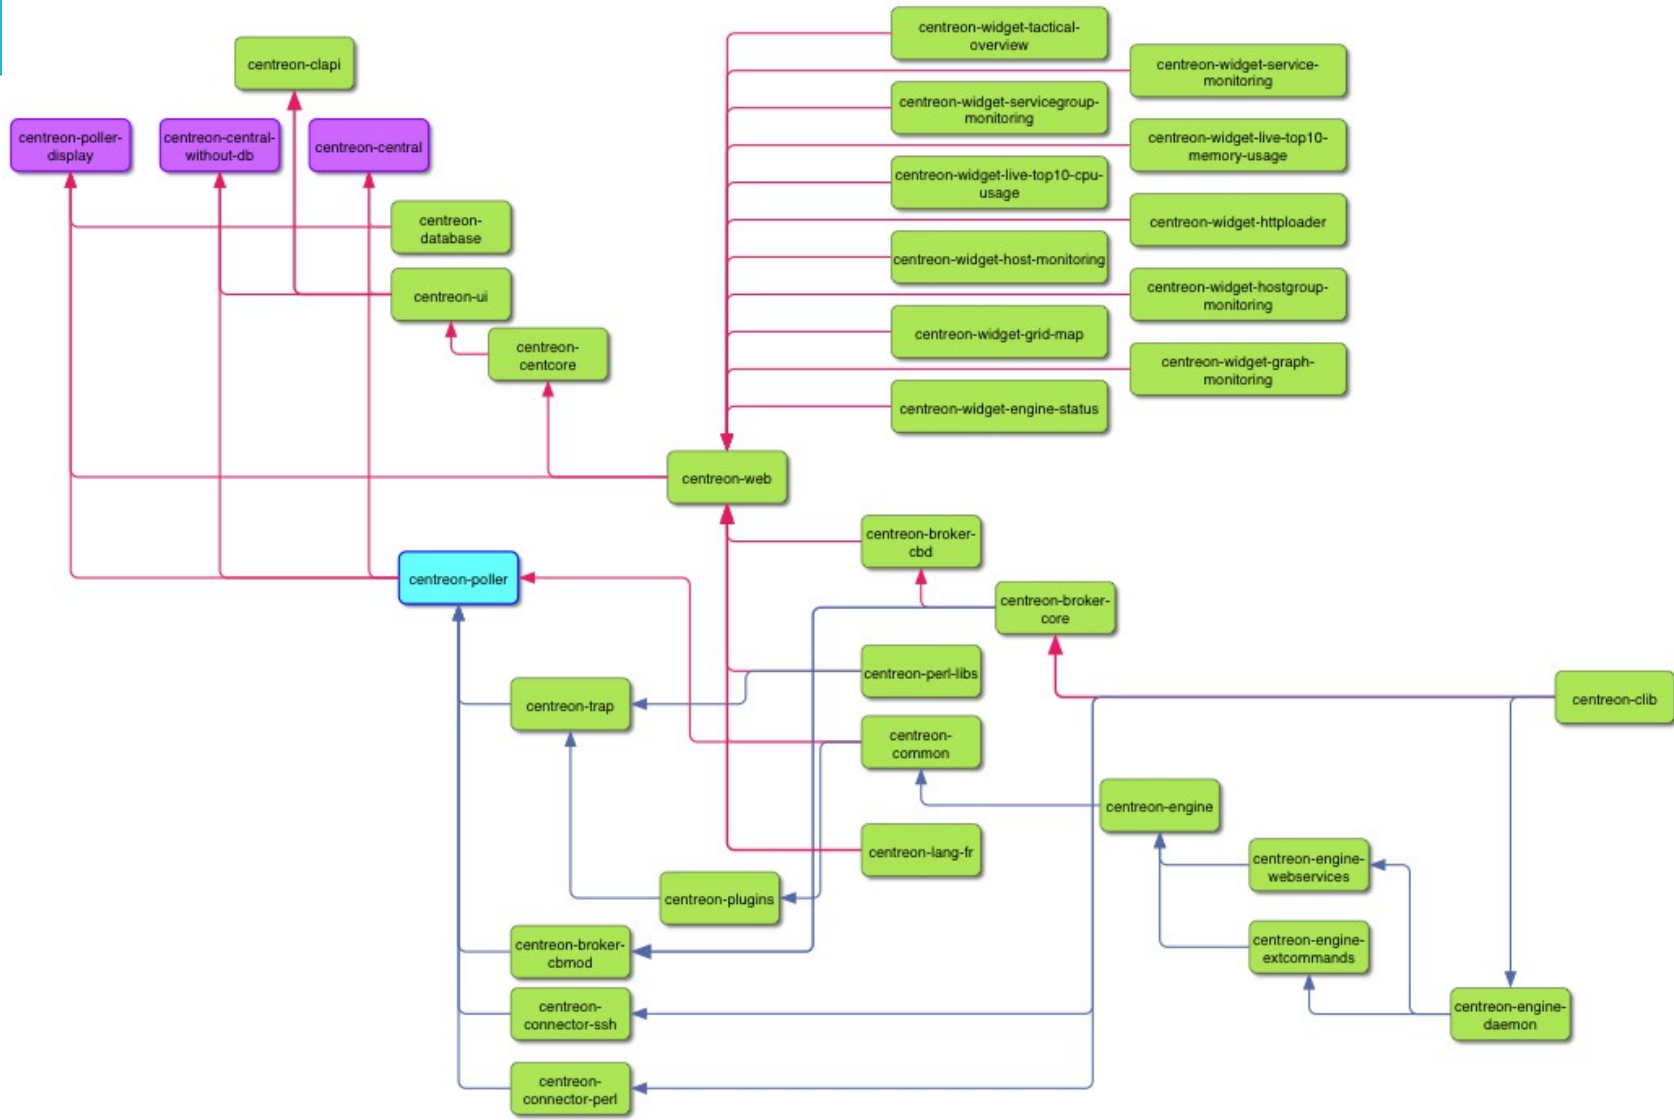 centreon-widget-tactical-
overview
centreon-clapi
centreon-widget-service-
monitoring
centreon-widget-servicegroup-
monitoring
centreon-poller-
display
centreon-central-
without-db
centreon-central
centreon-widget-live-top10-
memory-usage
centreon-widget-live-top10-cpu-
usage
centreon-
database
centreon-widget-httploader
centreon-widget-host-monitoring
centreon-ui
centreon-widget-hostgroup-
monitoring
centreon-widget-grid-map
centreon-
centcore
centreon-widget-graph-
monitoring
centreon-widget-engine-status
centreon-web
centreon-broker-
cbd
centreon-poller
centreon-broker-
core
centreon-perl-libs
centreon-trap
centreon-clib
centreon-
common
centreon-engine
centreon-lang-fr
centreon-engine-
webservices
centreon-plugins
centreon-broker-
cbmod
centreon-engine-
extcommands
centreon-
connector-ssh
centreon-engine-
daemon
centreon-
connector-perl